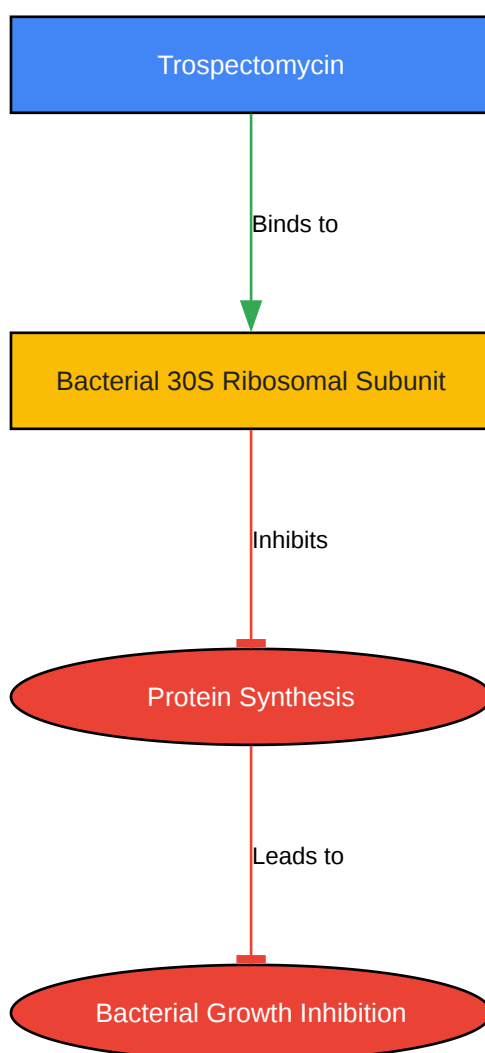 Trospectomycin
Binds to
Bacterial 30S Ribosomal Subunit
Inhibits
Protein Synthesis
Leads to
Bacterial Growth Inhibition